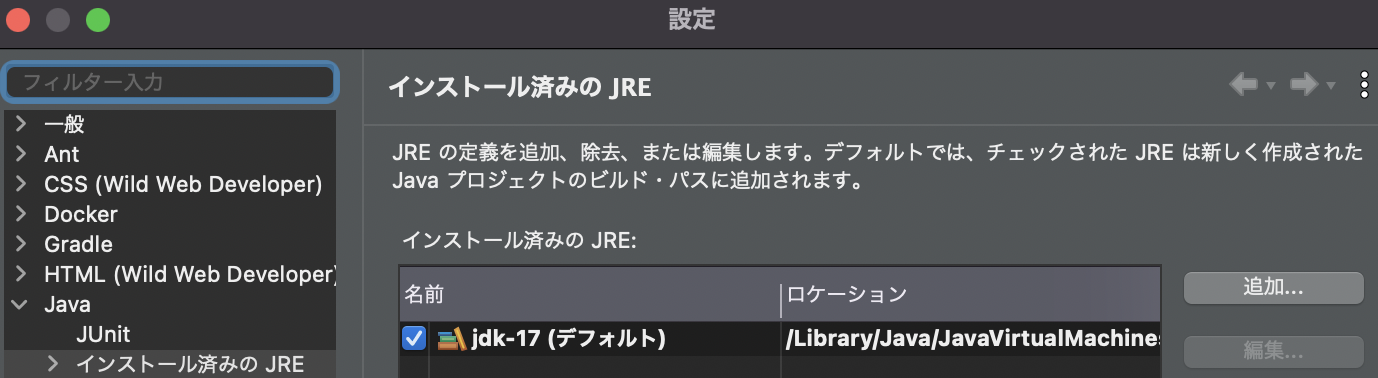 設定
フィルター入力
一般
Ant
CSS (Wild Web Developer)
Docker
Gradle
HTML (Wild Web Developer)
Java
JUnit
インストール済みの JRE
インストール済みの JRE
JRE の定義を追加、除去、または編集します。デフォルトでは、チェックされた JRE は新しく作成された
Java プロジェクトのビルド・パスに追加されます。
インストール済みの JRE:
名前 ロケーション
jdk-17 (デフォルト) /Library/Java/JavaVirtualMachines
追加...
編集...